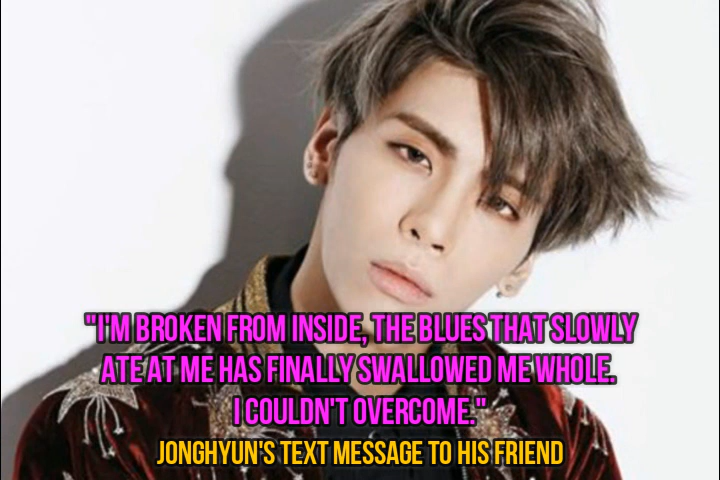 "I'M BROKEN FROM INSIDE, THE BLUES THAT SLOWLY
ATE AT ME HAS FINALLY SWALLOWED ME WHOLE.
I COULDN'T OVERCOME."
JONGHYUN'S TEXT MESSAGE TO HIS FRIEND